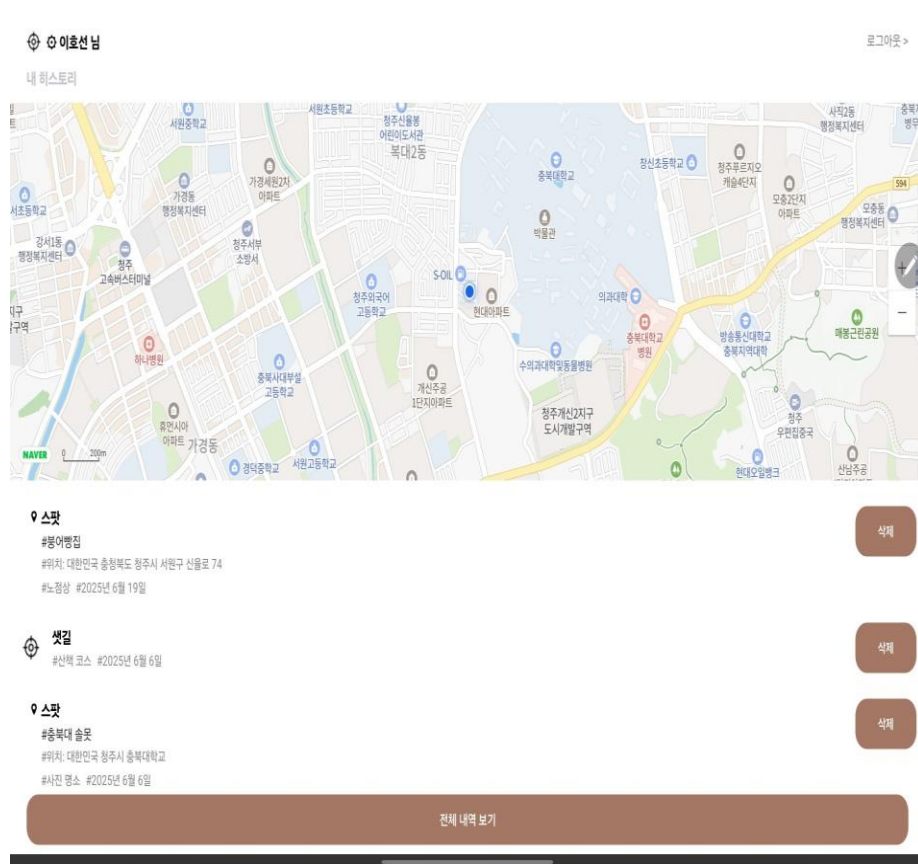 이호선 님
로그아웃 >
내 히스토리
서원초등학교
사직2동
행정복지센터
서원중학교
청주신율봉
어린이도서관
복대2동
충북대학교
창신초등학교
청주푸르지오
캐슬4단지
594
가경세원2차
아파트
가경동
행정복지센터
모충2단지
아파트
모충동
행정복지센터
서초등학교
박물관
강서1동
행정복지센터
청주
고속버스터미널
청주서부
소방서
S-OIL
청주외국어
고등학교
현대아파트
의과대학
+
−
지구
구역
하나병원
충북대학교
병원
방송통신대학교
충북지역대학
매봉근린공원
수의과대학및동물병원
충북사대부설
고등학교
개신주공
1단지아파트
청주개신2지구
도시개발구역
청주
우편집중국
휴먼시아
아파트
가경동
NAVER
0
200m
경덕중학교
서원고등학교
현대오일뱅크
산남주공
스팟
#붕어빵집
#위치: 대한민국 충청북도 청주시 서원구 신율로 74
#노점상 #2025년 6월 19일
삭제
샛길
#산책 코스 #2025년 6월 6일
삭제
스팟
#충북대 솔못
#위치: 대한민국 청주시 충북대학교
#사진 명소 #2025년 6월 6일
삭제
전체 내역 보기